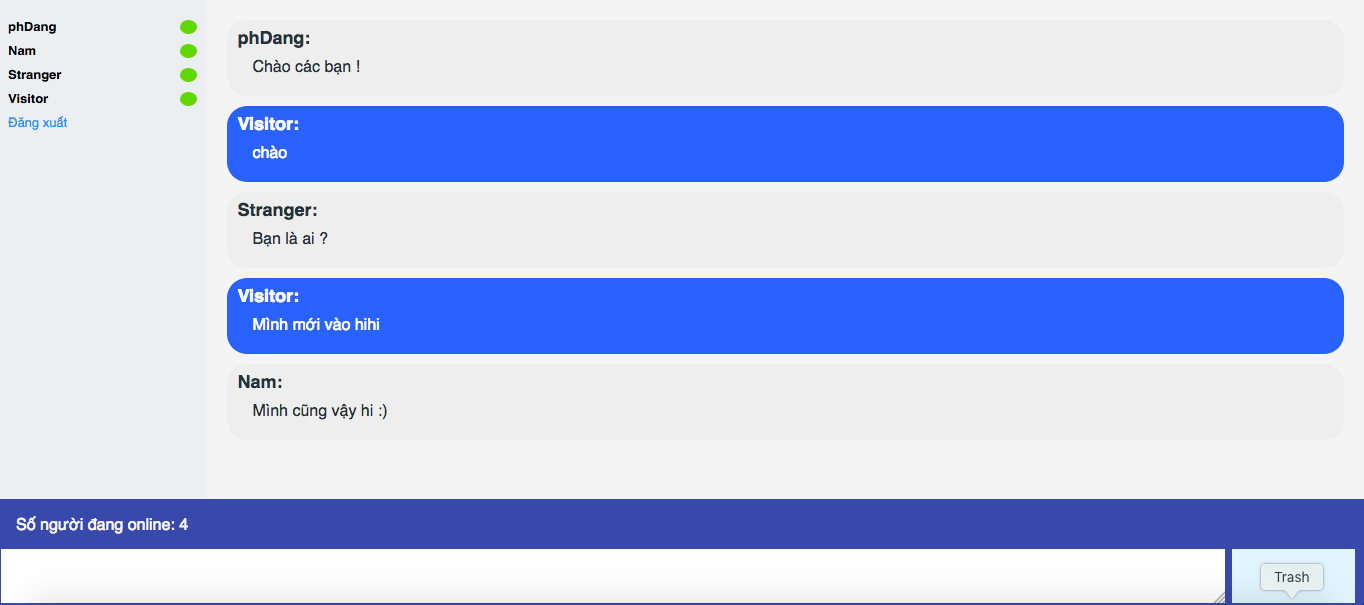 phDang
Nam
Stranger
Visitor
Đăng xuất
phDang:
Chào các bạn !
Visitor:
chào
Stranger:
Bạn là ai ?
Visitor:
Mình mới vào hihi
Nam:
Mình cũng vậy hi :)
Số người đang online: 4
Trash